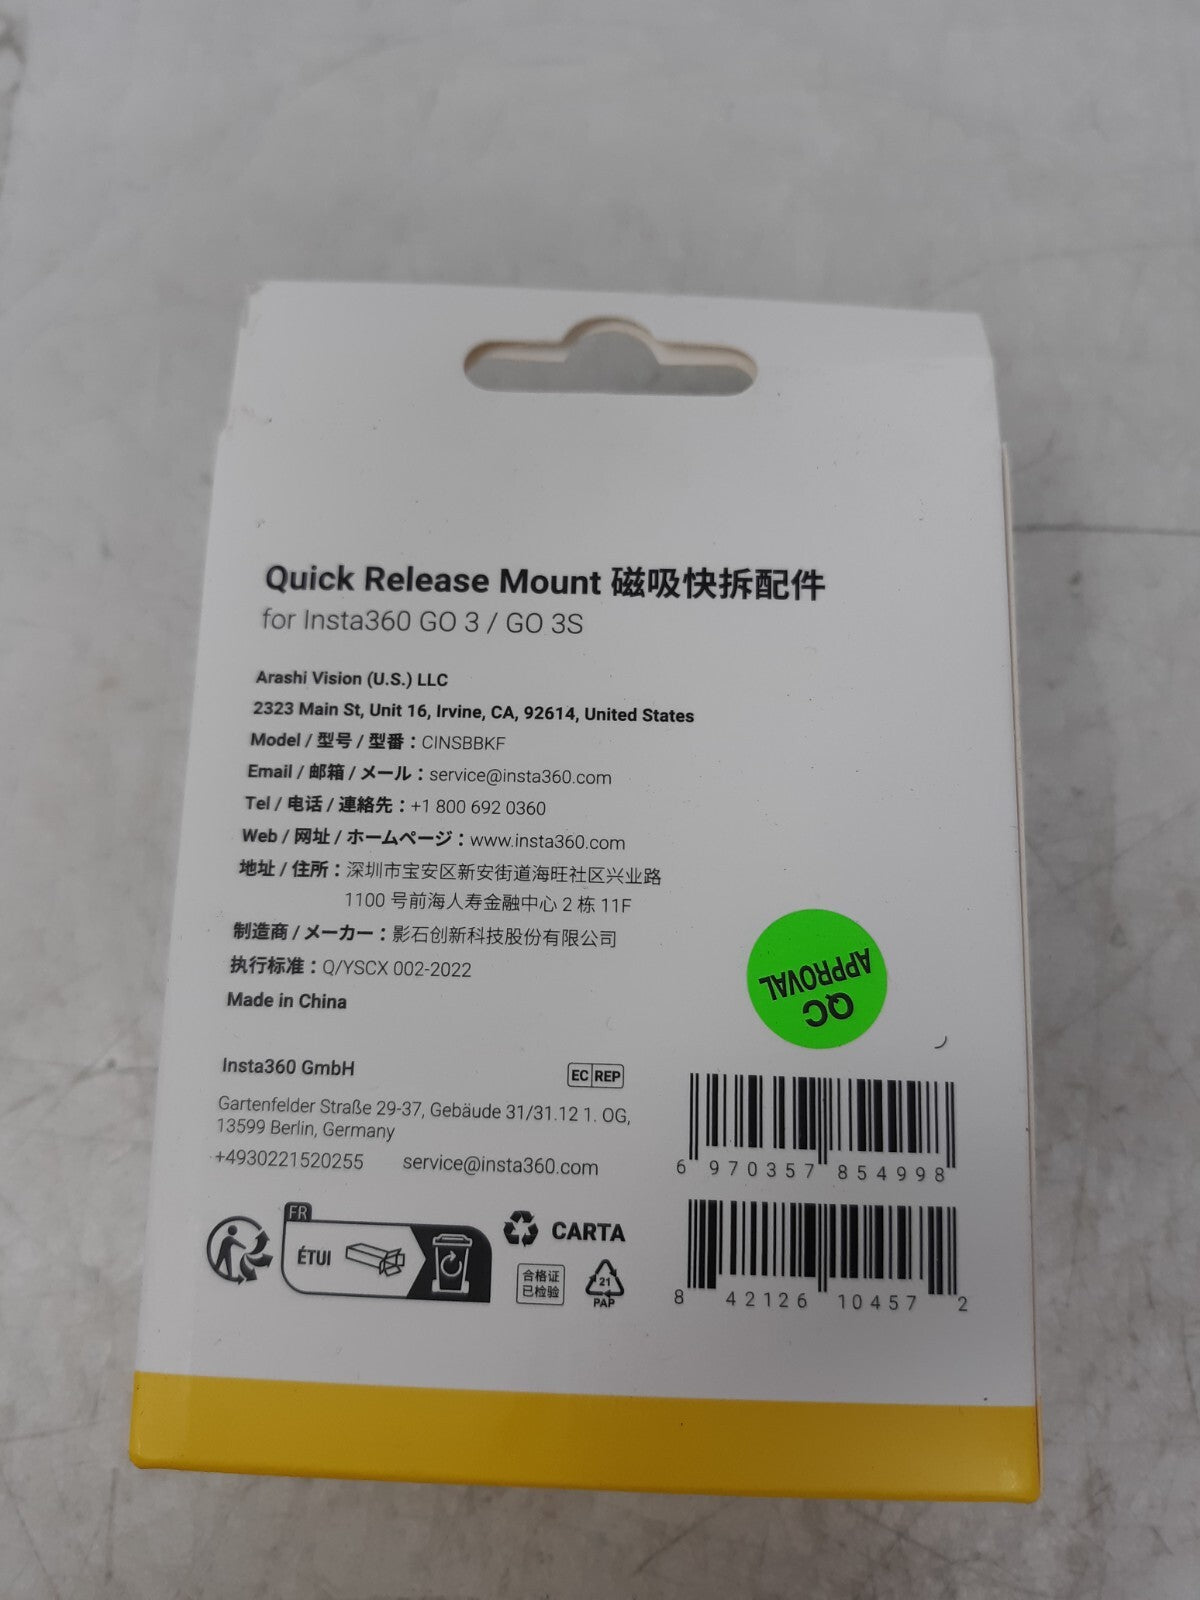 Quick Release Mount 磁吸快拆配件
for Insta360 GO 3 / GO 3S
Arashi Vision (U.S.) LLC
2323 Main St, Unit 16, Irvine, CA, 92614, United States
Model / 型号 / 型番：CINSBBKF
Email / 邮箱 / メール：service@insta360.com
Tel / 电话 / 連絡先：+1 800 692 0360
Web / 网址 / ホームページ：www.insta360.com
地址 / 住所：深圳市宝安区新安街道海旺社区兴业路
1100 号前海人寿金融中心 2 栋 11F
制造商 / メーカー：影石创新科技股份有限公司
执行标准：Q/YSCX 002-2022
Made in China
QC
APPROVAL
Insta360 GmbH
EC REP
Gartenfelder Straße 29-37, Gebäude 31/31.12 1. OG,
13599 Berlin, Germany
+4930221520255 service@insta360.com
6 970357 854998
FR
ÉTUI
CARTA
合格证
已检验
21
PAP
8 42126 10457 2